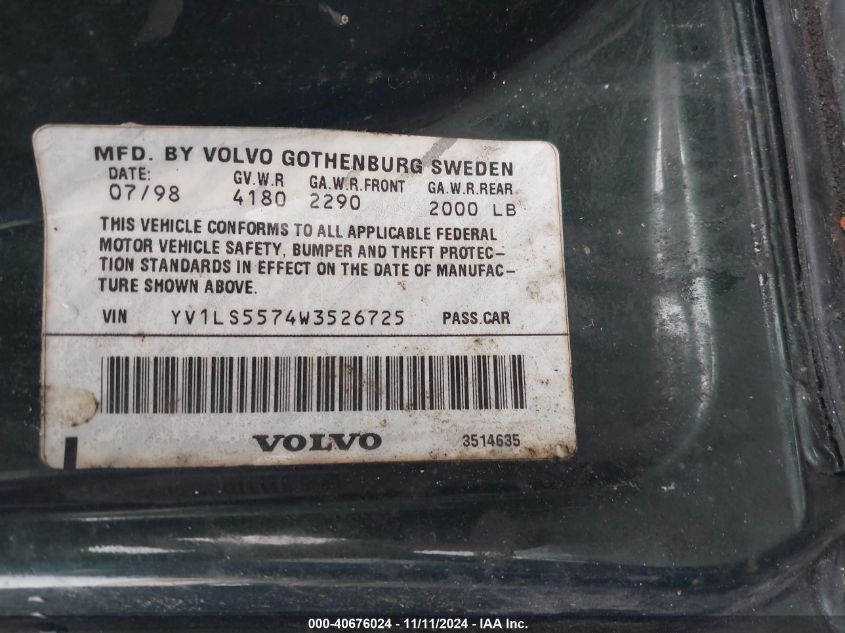 MFD. BY VOLVO GOTHENBURG SWEDEN
DATE: GV.W.R GA.W.R.FRONT GA.W.R.REAR
07/98 4180 2290 2000 LB
THIS VEHICLE CONFORMS TO ALL APPLICABLE FEDERAL
MOTOR VEHICLE SAFETY, BUMPER AND THEFT PROTEC-
TION STANDARDS IN EFFECT ON THE DATE OF MANUFAC-
TURE SHOWN ABOVE.
VIN YV1LS5574W3526725 PASS.CAR
VOLVO 3514635
000-40676024 - 11/11/2024 - IAA Inc.